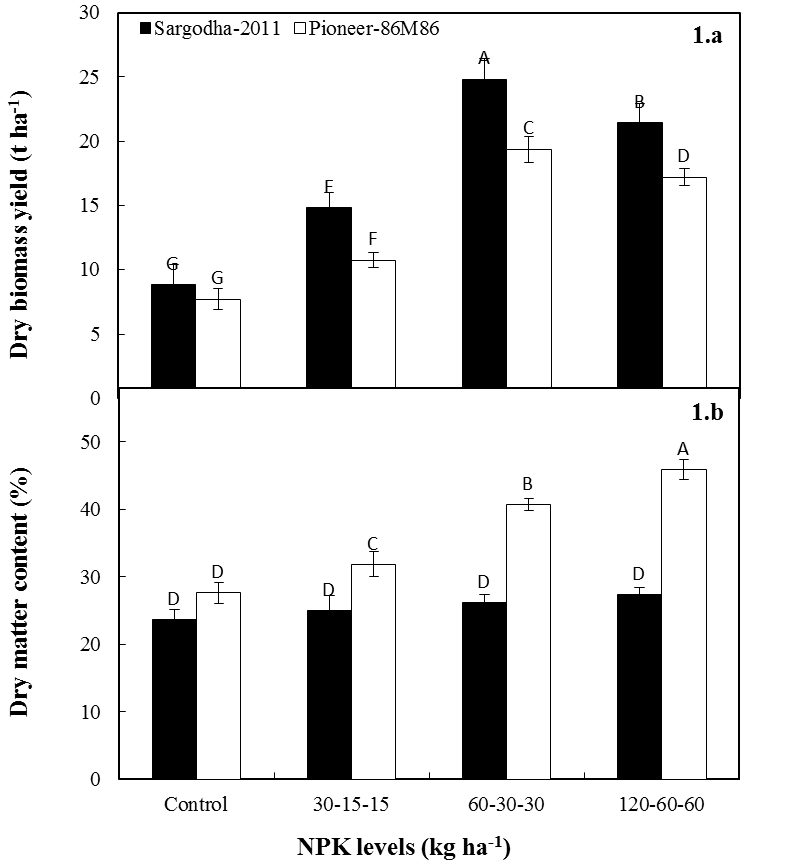 30
Sargodha-2011 Pioneer-86M86
1.a
A
25
B
C
20
D
E
15
F
10
G G
5
0
Dry biomass yield (t ha-1)
1.b
50
A
B
40
C
30
D D D D D
20
10
0
Dry matter content (%)
Control 30-15-15 60-30-30 120-60-60
NPK levels (kg ha-1)